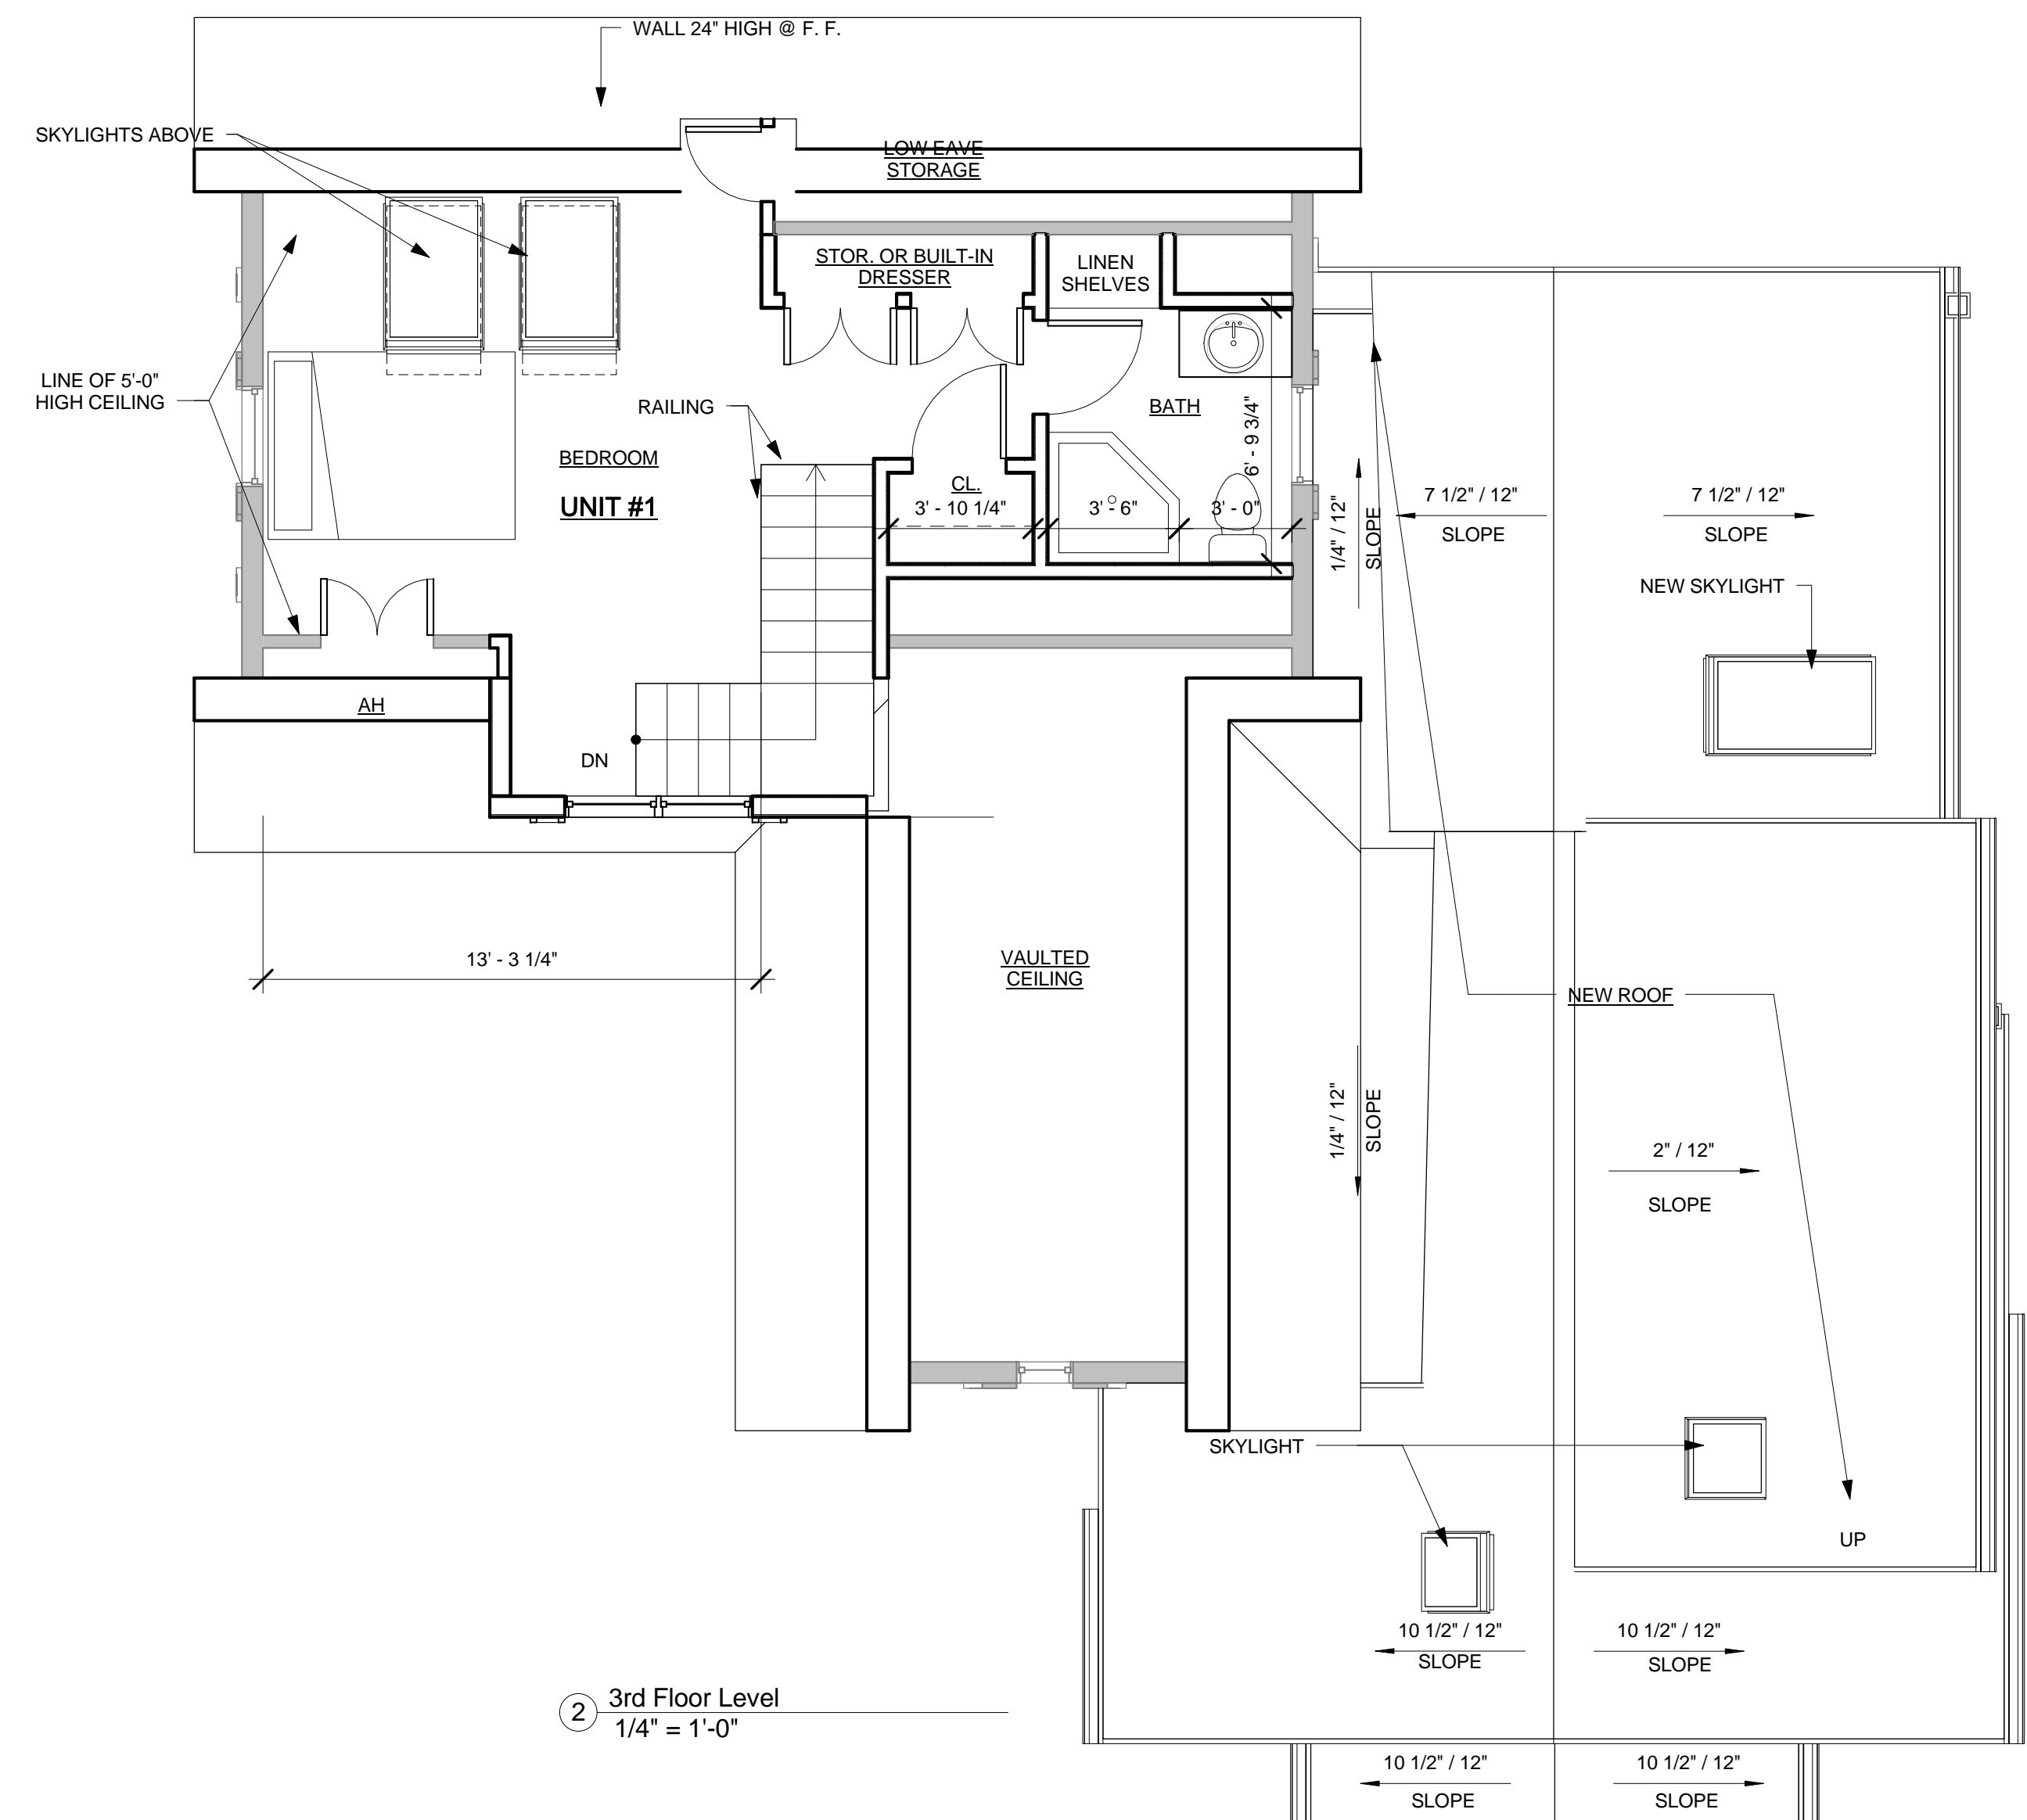 WALL 24" HIGH @ F. F.
SKYLIGHTS ABOVE
LOW EAVE
STORAGE
STOR. OR BUILT-IN
DRESSER
LINEN
SHELVES
LINE OF 5'-0"
HIGH CEILING
RAILING
BATH
6' - 9 3/4"
BEDROOM
UNIT #1
CL.
3' - 10 1/4"
3' - 6"
3' - 0"
1/4" / 12"
SLOPE
7 1/2" / 12"
SLOPE
7 1/2" / 12"
SLOPE
NEW SKYLIGHT
AH
DN
13' - 3 1/4"
VAULTED
CEILING
NEW ROOF
1/4" / 12"
SLOPE
2" / 12"
SLOPE
SKYLIGHT
UP
10 1/2" / 12"
SLOPE
10 1/2" / 12"
SLOPE
2
3rd Floor Level
1/4" = 1'-0"
10 1/2" / 12"
SLOPE
10 1/2" / 12"
SLOPE